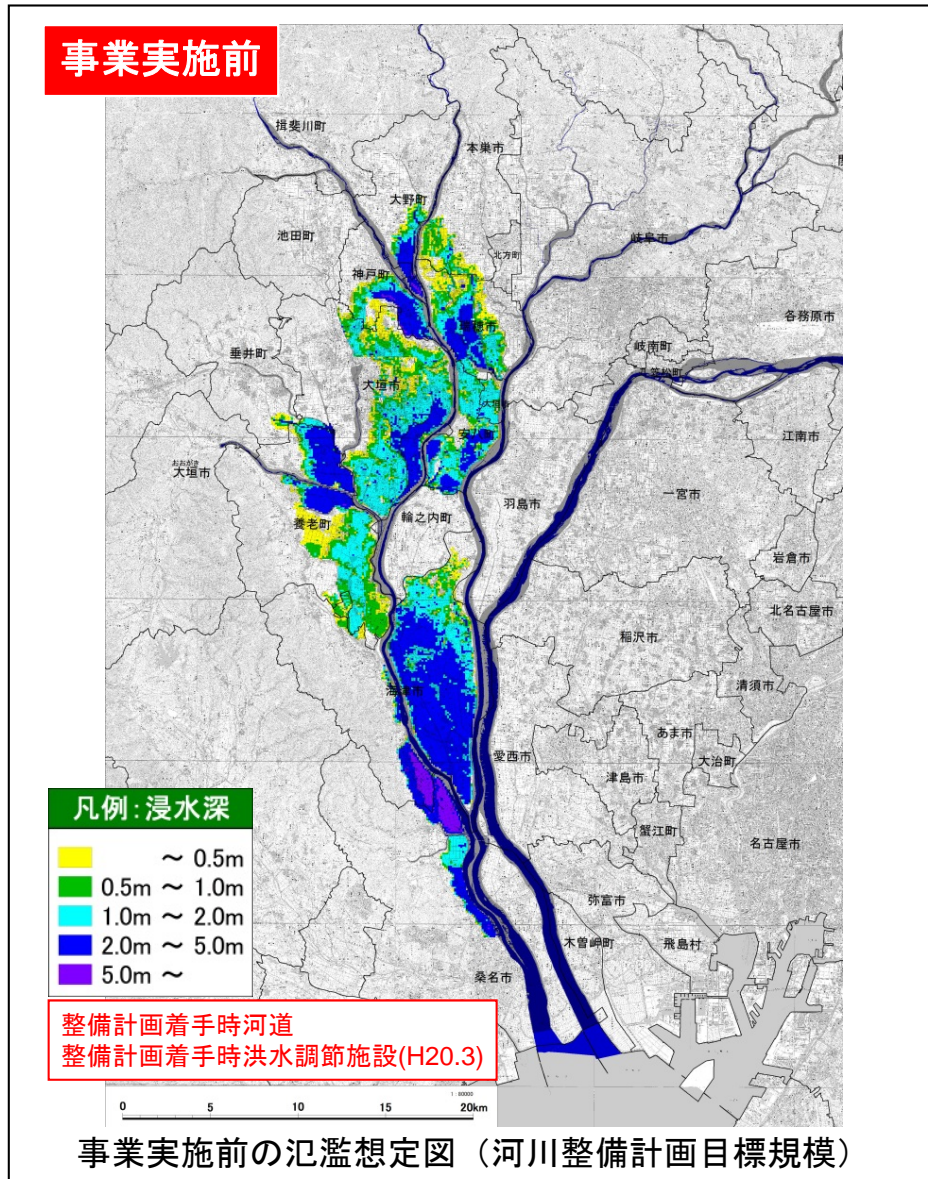 事業実施前
揖斐川町
本巣市
大野町
池田町
北方町
岐阜市
神戸町
瑞穂市
各務原市
垂井町
岐南町
笠松町
大垣市
江南市
おおがき
大垣市
一宮市
羽島市
養老町
輪之内町
岩倉市
北名古屋市
稲沢市
清須市
海津市
あま市
愛西市
大治町
津島市
凡例:浸水深
蟹江町
名古屋市
~ 0.5m
0.5m ~ 1.0m
1.0m ~ 2.0m
2.0m ~ 5.0m
5.0m ~
弥富市
木曽岬町
飛島村
桑名市
整備計画着手時河道
整備計画着手時洪水調節施設(H20.3)
1:60000
0 5 10 15 20km
事業実施前の氾濫想定図(河川整備計画目標規模)